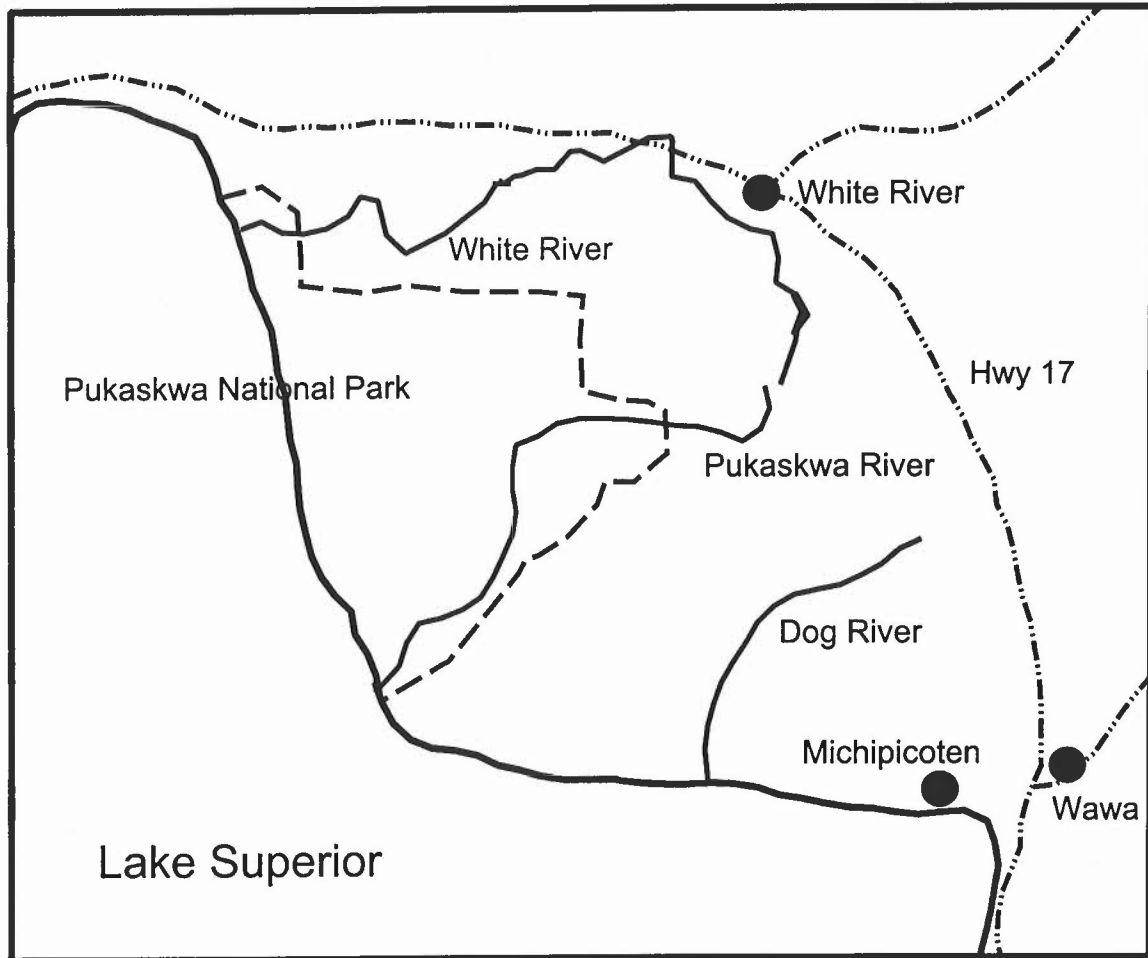 White River
White River
Hwy 17
Pukaskwa National Park
Pukaskwa River
Dog River
Michipicoten
Wawa
Lake Superior